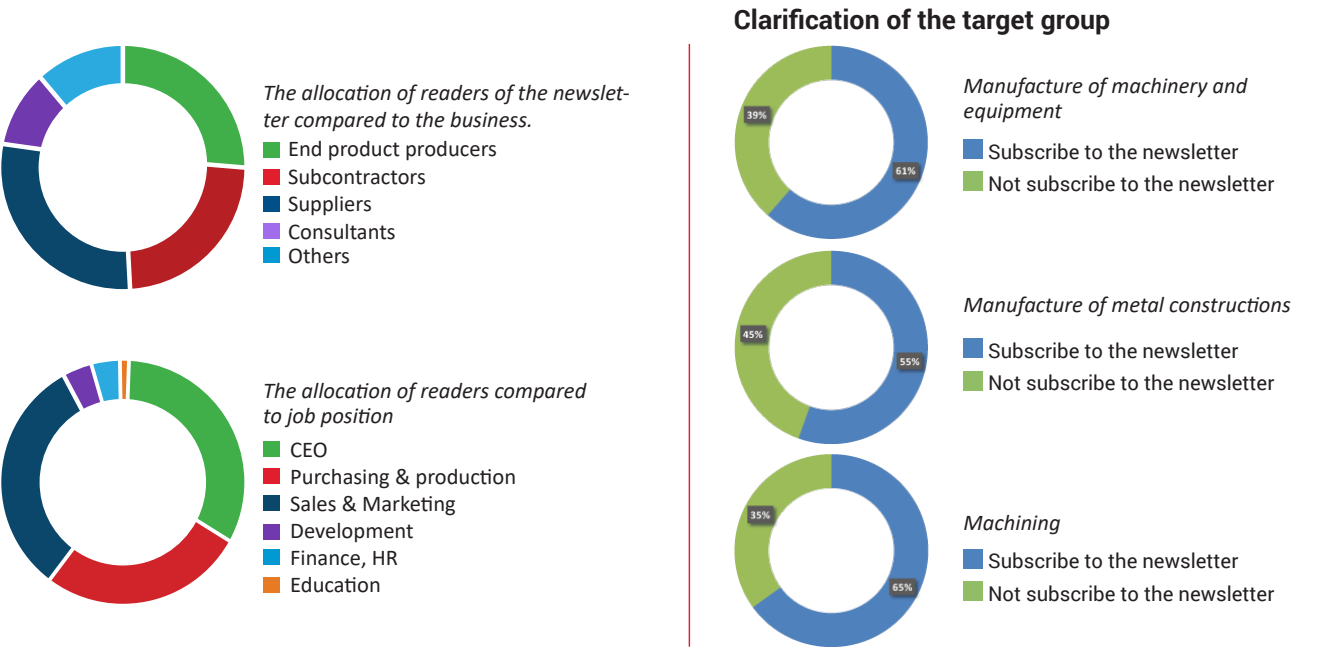 The allocation of readers of the newslet-
ter compared to the business.
End product producers
Subcontractors
Suppliers
Consultants
Others
The allocation of readers compared
to job position
CEO
Purchasing & production
Sales & Marketing
Development
Finance, HR
Education
Clarification of the target group
39%
61%
Manufacture of machinery and
equipment
Subscribe to the newsletter
Not subscribe to the newsletter
45%
55%
Manufacture of metal constructions
Subscribe to the newsletter
Not subscribe to the newsletter
35%
65%
Machining
Subscribe to the newsletter
Not subscribe to the newsletter